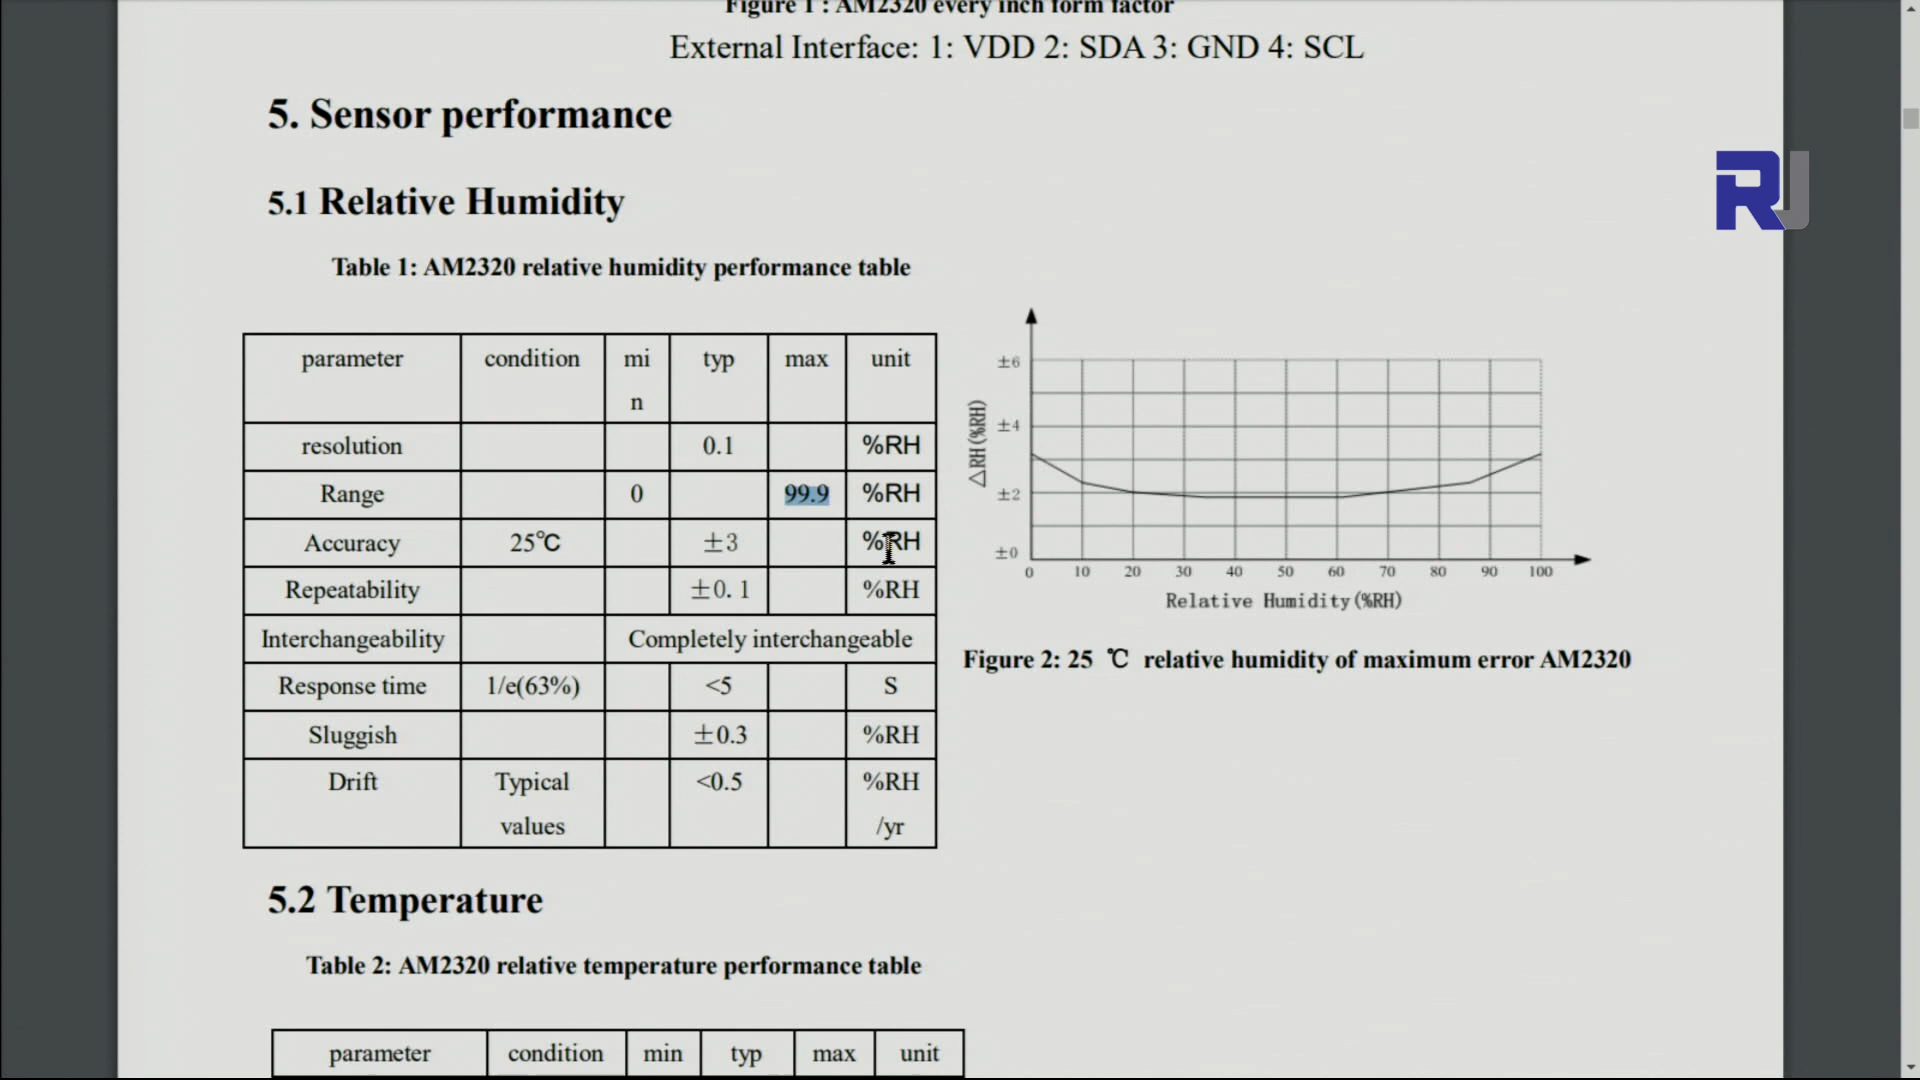 Figure 1 : AM2320 every inch form factor
External Interface: 1: VDD 2: SDA 3: GND 4: SCL
5. Sensor performance
5.1 Relative Humidity
Table 1: AM2320 relative humidity performance table
parameter condition mi typ max unit
n
resolution 0.1 %RH
Range 0 99.9 %RH
Accuracy 25℃ ±3 %RH
Repeatability ±0.1 %RH
Interchangeability Completely interchangeable
Response time 1/e(63%) <5 S
Sluggish ±0.3 %RH
Drift Typical <0.5 %RH
values /yr
△RH(%RH)
±6
±4
±2
±0
0 10 20 30 40 50 60 70 80 90 100
Relative Humidity(%RH)
Figure 2: 25 ℃ relative humidity of maximum error AM2320
5.2 Temperature
Table 2: AM2320 relative temperature performance table
parameter condition min typ max unit
RJ